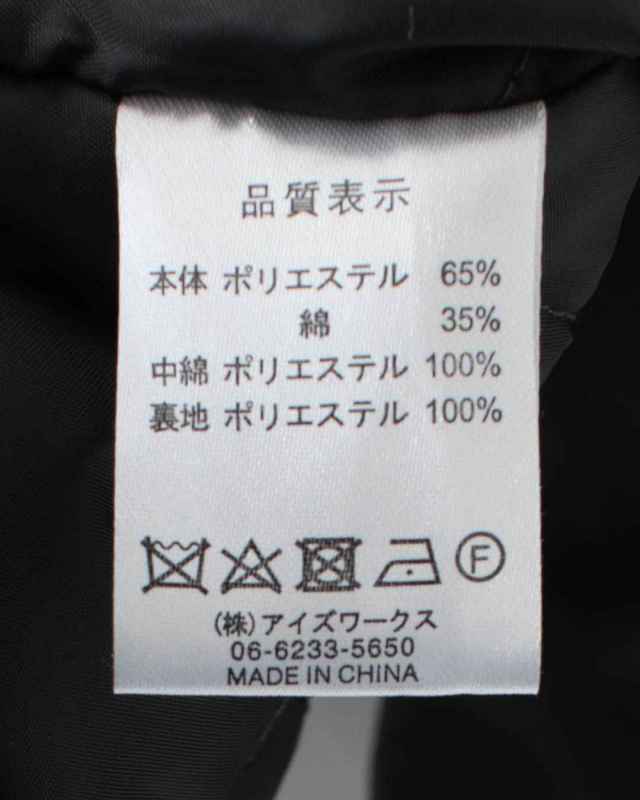 品質表示
本体 ポリエステル 65%
綿 35%
中綿 ポリエステル 100%
裏地 ポリエステル 100%
F
(株)アイズワークス
06-6233-5650
MADE IN CHINA